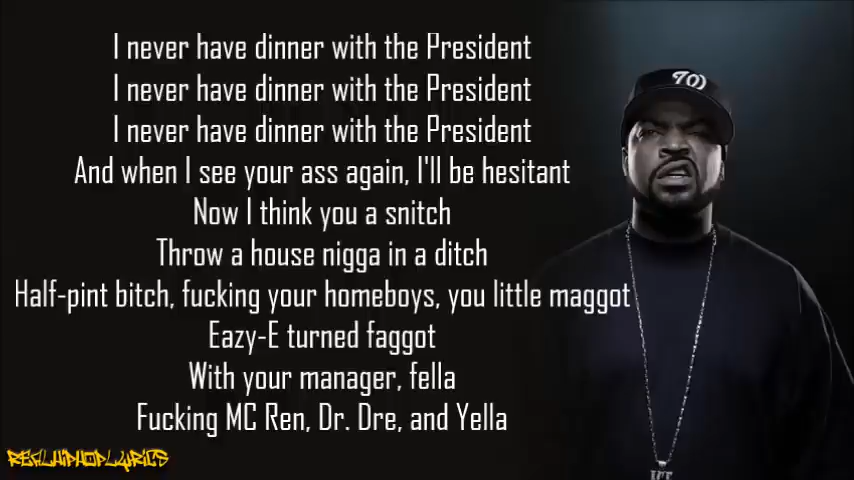 I never have dinner with the President
I never have dinner with the President
I never have dinner with the President
And when I see your ass again, I'll be hesitant
Now I think you a snitch
Throw a house nigga in a ditch
Half-pint bitch, fucking your homeboys, you little maggot
Eazy-E turned faggot
With your manager, fella
Fucking MC Ren, Dr. Dre, and Yella
REALHIPHOPLYRICS